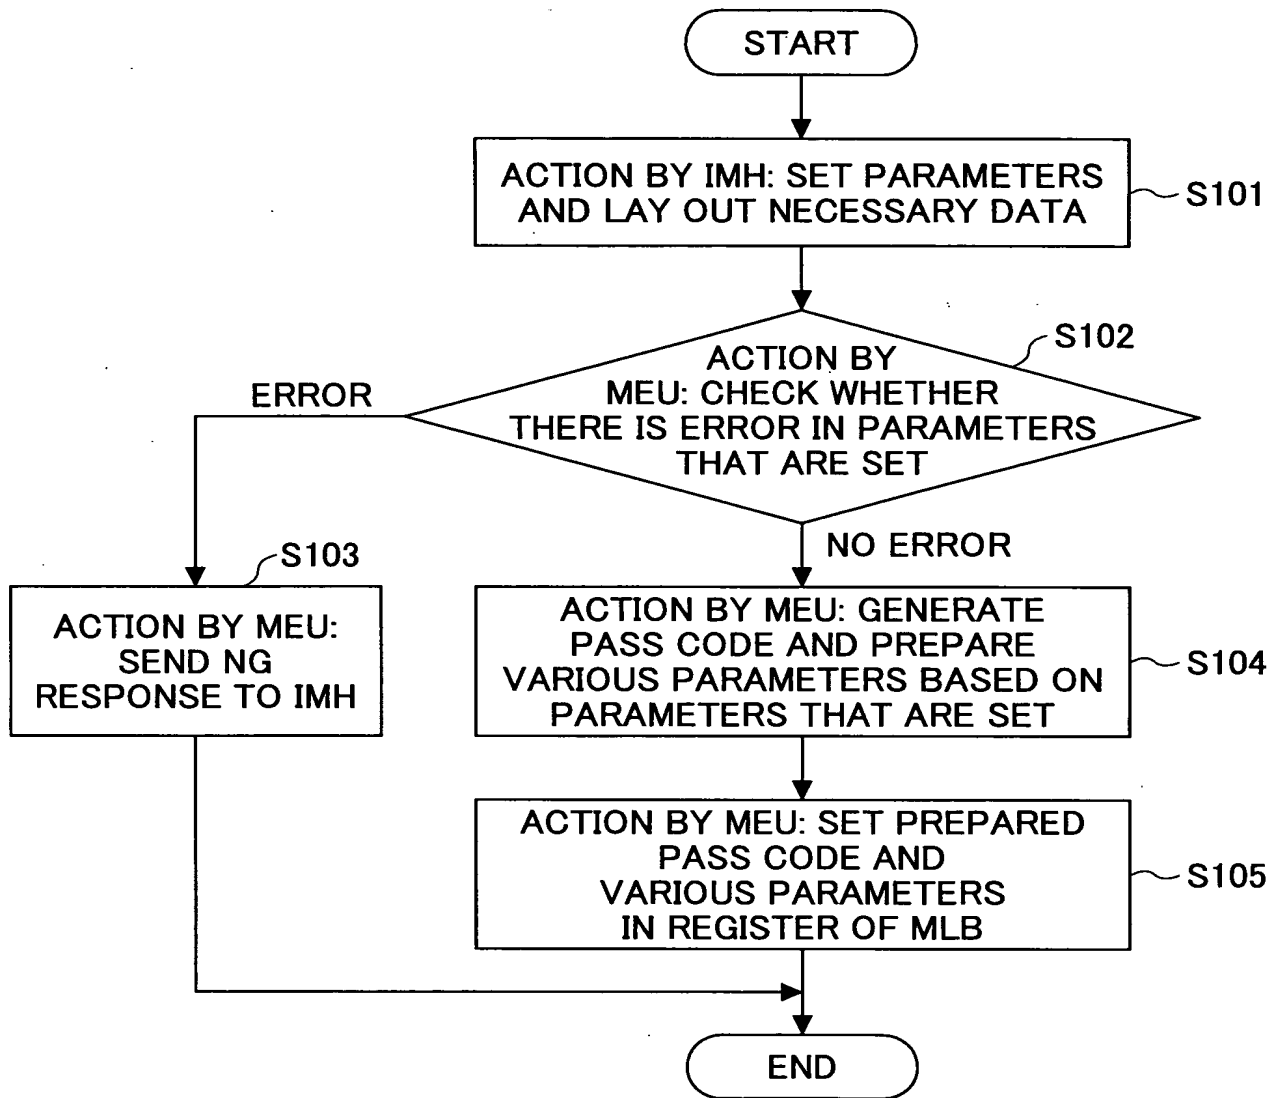 START
ACTION BY IMH: SET PARAMETERS
AND LAY OUT NECESSARY DATA
S101
S102
ACTION BY
MEU: CHECK WHETHER
THERE IS ERROR IN PARAMETERS
THAT ARE SET
ERROR
NO ERROR
S103
ACTION BY MEU:
SEND NG
RESPONSE TO IMH
ACTION BY MEU: GENERATE
PASS CODE AND PREPARE
VARIOUS PARAMETERS BASED ON
PARAMETERS THAT ARE SET
S104
ACTION BY MEU: SET PREPARED
PASS CODE AND
VARIOUS PARAMETERS
IN REGISTER OF MLB
S105
END